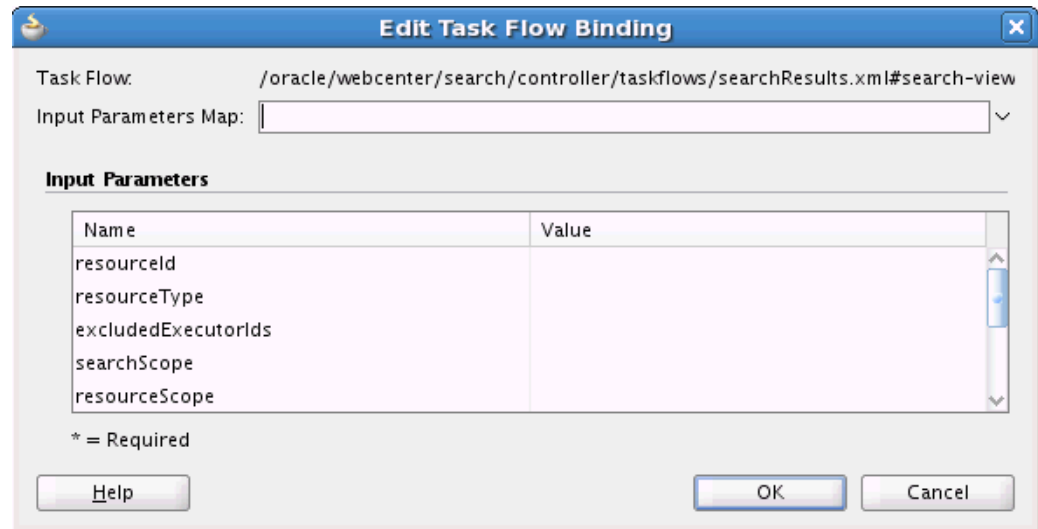 Edit Task Flow Binding
Task Flow: /oracle/webcenter/search/controller/taskflows/searchResults.xml#search-view
Input Parameters Map:
Input Parameters
Name Value
resourceId
resourceType
excludedExecutorIds
searchScope
resourceScope
* = Required
Help OK Cancel